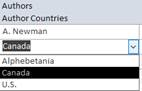 Authors
Author Countries
A. Newman
Canada
Alphebetania
Canada
U.S.